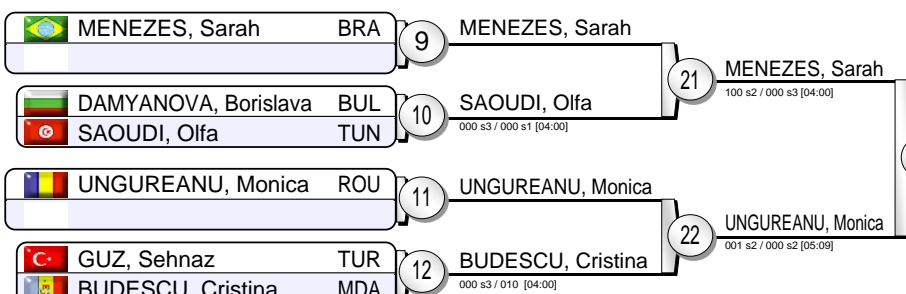 MENEZES, Sarah BRA
9
MENEZES, Sarah
21
MENEZES, Sarah
100 s2 / 000 s3 [04:00]
DAMYANOVA, Borislava BUL
SAOUDI, Olfa TUN
10
SAOUDI, Olfa
000 s3 / 000 s1 [04:00]
UNGUREANU, Monica ROU
11
UNGUREANU, Monica
22
UNGUREANU, Monica
001 s2 / 000 s2 [05:09]
GUZ, Sehnaz TUR
BUDESCU, Cristina MDA
12
BUDESCU, Cristina
000 s3 / 010 [04:00]